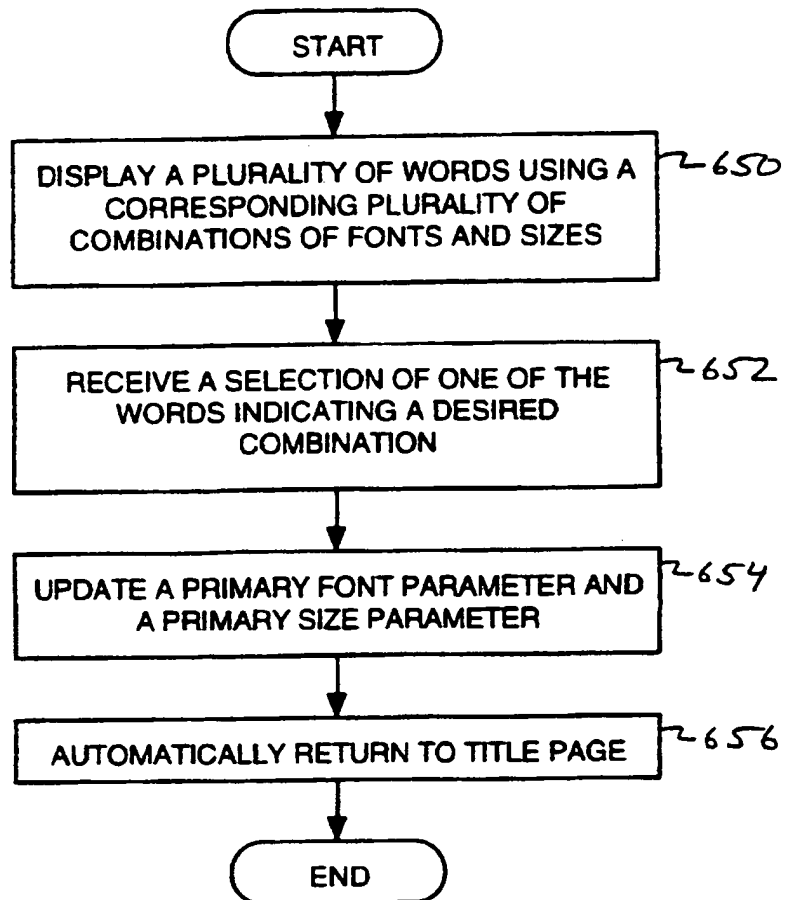 START
DISPLAY A PLURALITY OF WORDS USING A
CORRESPONDING PLURALITY OF
COMBINATIONS OF FONTS AND SIZES
650
RECEIVE A SELECTION OF ONE OF THE
WORDS INDICATING A DESIRED
COMBINATION
652
UPDATE A PRIMARY FONT PARAMETER AND
A PRIMARY SIZE PARAMETER
654
AUTOMATICALLY RETURN TO TITLE PAGE
656
END